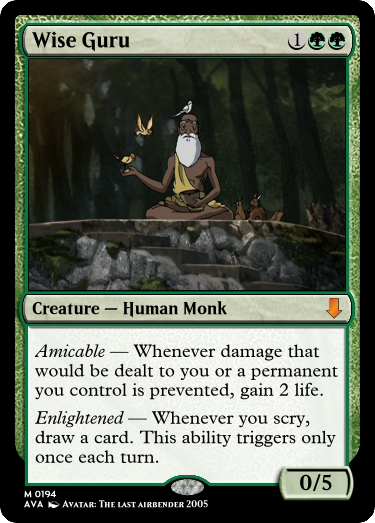 Wise Guru 1
Creature — Human Monk
Amicable — Whenever damage that
would be dealt to you or a permanent
you control is prevented, gain 2 life.
Enlightened — Whenever you scry,
draw a card. This ability triggers only
once each turn.
0/5
M 0194
AVA Avatar: The last airbender 2005